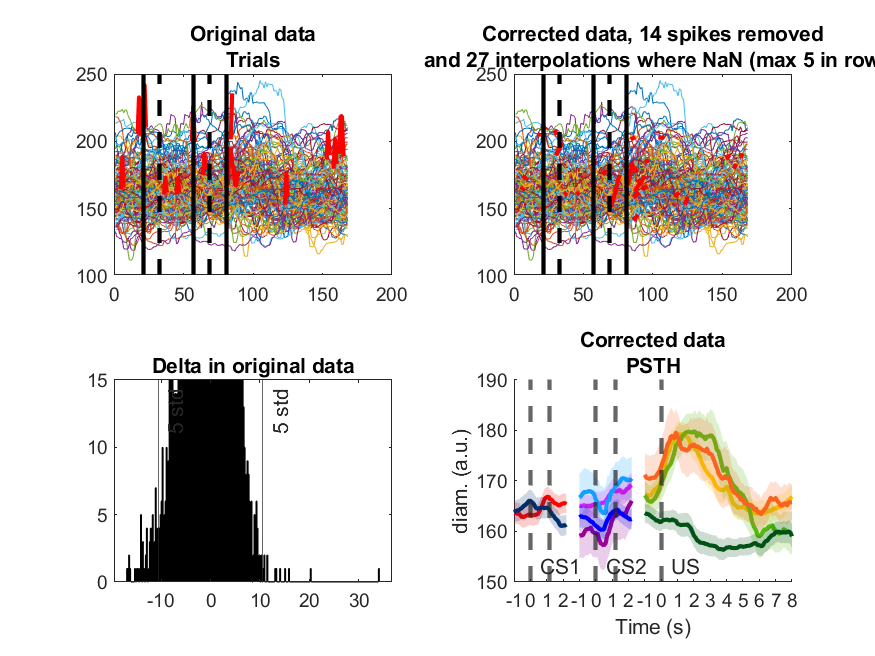 Original data
Trials
250
200
150
100
0 50 100 150 200
Corrected data, 14 spikes removed
and 27 interpolations where NaN (max 5 in row
250
200
150
100
0 50 100 150 200
Delta in original data
15
10
5
0
5 std
5 std
-10 0 10 20 30
Corrected data
PSTH
diam. (a.u.)
190
180
170
160
150
CS1 CS2 US
-1 0 1 2 -1 0 1 2 -1 0 1 2 3 4 5 6 7 8
Time (s)